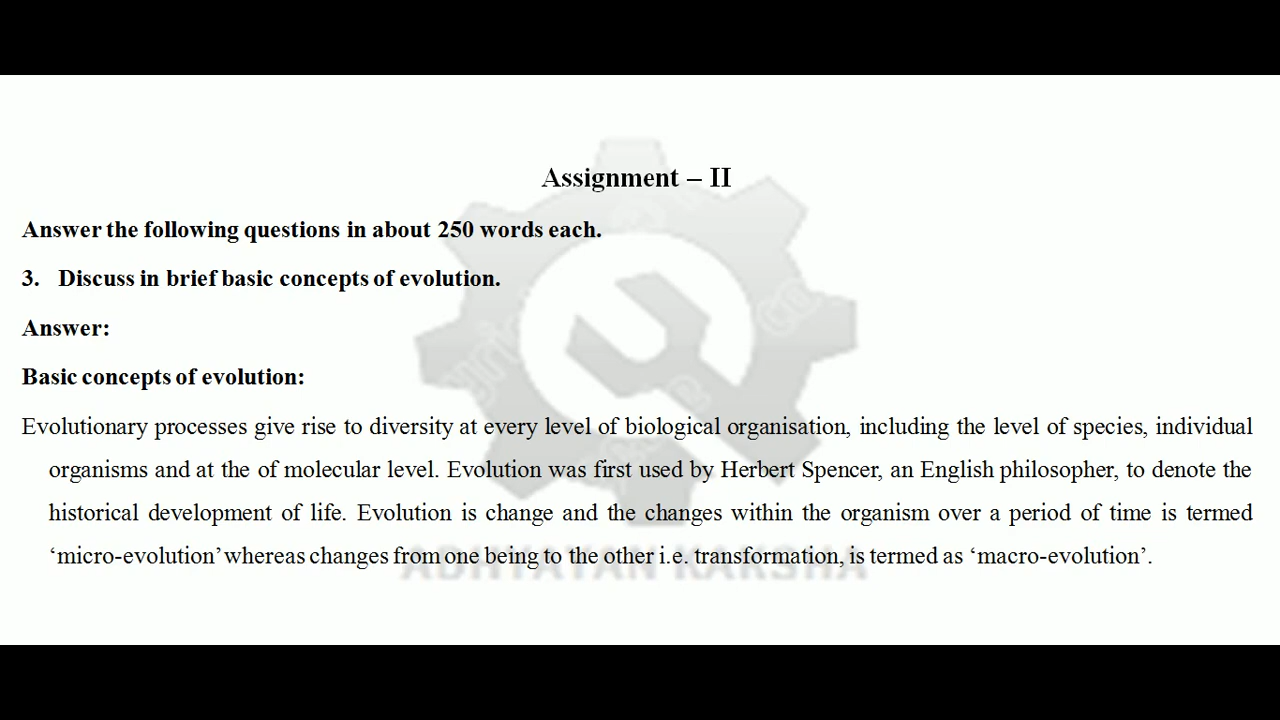 Assignment – II
Answer the following questions in about 250 words each.
3. Discuss in brief basic concepts of evolution.
Answer:
Basic concepts of evolution:
Evolutionary processes give rise to diversity at every level of biological organisation, including the level of species, individual
organisms and at the of molecular level. Evolution was first used by Herbert Spencer, an English philosopher, to denote the
historical development of life. Evolution is change and the changes within the organism over a period of time is termed
‘micro-evolution’ whereas changes from one being to the other i.e. transformation, is termed as ‘macro-evolution’.
ADHYAYAN KAKSHA